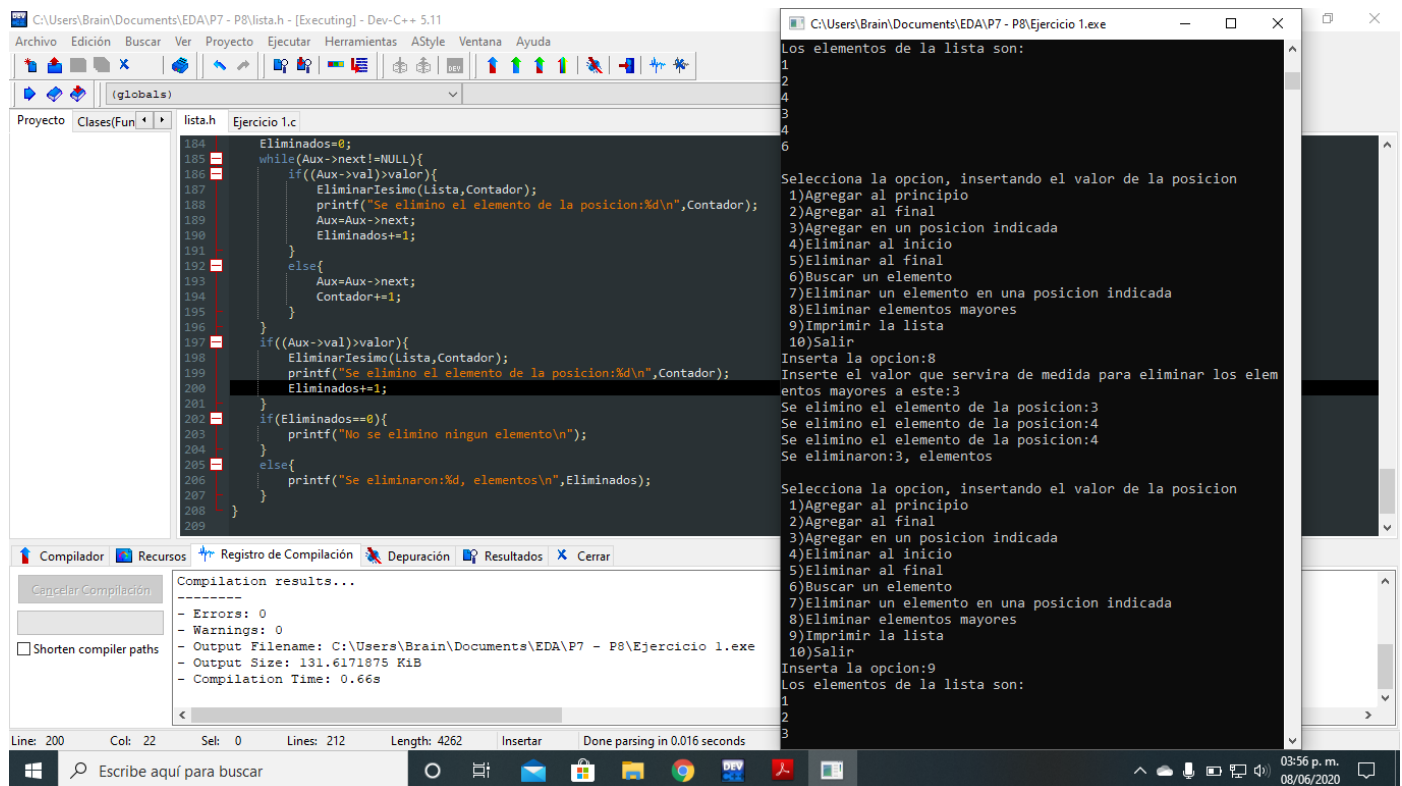 C:\Users\Brain\Documents\EDA\P7 - P8\lista.h - [Executing] - Dev-C++ 5.11
Archivo Edición Buscar Ver Proyecto Ejecutar Herramientas AStyle Ventana Ayuda
(globals)
Proyecto Clases(Fun
lista.h Ejercicio 1.c
184 Eliminados=0;
185 while(Aux->next!=NULL){
186 if((Aux->val)>valor){
187 EliminarIesimo(Lista,Contador);
188 printf("Se elimino el elemento de la posicion:%d\n",Contador);
189 Aux=Aux->next;
190 Eliminados+=1;
191 }
192 else{
193 Aux=Aux->next;
194 Contador+=1;
195 }
196 }
197 if((Aux->val)>valor){
198 EliminarIesimo(Lista,Contador);
199 printf("Se elimino el elemento de la posicion:%d\n",Contador);
200 Eliminados+=1;
201 }
202 if(Eliminados==0){
203 printf("No se elimino ningun elemento\n");
204 }
205 else{
206 printf("Se eliminaron:%d, elementos\n",Eliminados);
207 }
208 }
209
Compilador Recursos Registro de Compilación Depuración Resultados Cerrar
Cancelar Compilación
Shorten compiler paths
Compilation results...
--------
- Errors: 0
- Warnings: 0
- Output Filename: C:\Users\Brain\Documents\EDA\P7 - P8\Ejercicio 1.exe
- Output Size: 131.6171875 KiB
- Compilation Time: 0.66s
Line: 200 Col: 22 Sel: 0 Lines: 212 Length: 4262 Insertar Done parsing in 0.016 seconds
C:\Users\Brain\Documents\EDA\P7 - P8\Ejercicio 1.exe
Los elementos de la lista son:
1
2
4
3
4
6
Selecciona la opcion, insertando el valor de la posicion
1)Agregar al principio
2)Agregar al final
3)Agregar en un posicion indicada
4)Eliminar al inicio
5)Eliminar al final
6)Buscar un elemento
7)Eliminar un elemento en una posicion indicada
8)Eliminar elementos mayores
9)Imprimir la lista
10)Salir
Inserta la opcion:8
Inserte el valor que servira de medida para eliminar los elem
entos mayores a este:3
Se elimino el elemento de la posicion:3
Se elimino el elemento de la posicion:4
Se elimino el elemento de la posicion:4
Se eliminaron:3, elementos
Selecciona la opcion, insertando el valor de la posicion
1)Agregar al principio
2)Agregar al final
3)Agregar en un posicion indicada
4)Eliminar al inicio
5)Eliminar al final
6)Buscar un elemento
7)Eliminar un elemento en una posicion indicada
8)Eliminar elementos mayores
9)Imprimir la lista
10)Salir
Inserta la opcion:9
Los elementos de la lista son:
1
2
3
Escribe aquí para buscar
DEV
03:56 p. m.
08/06/2020